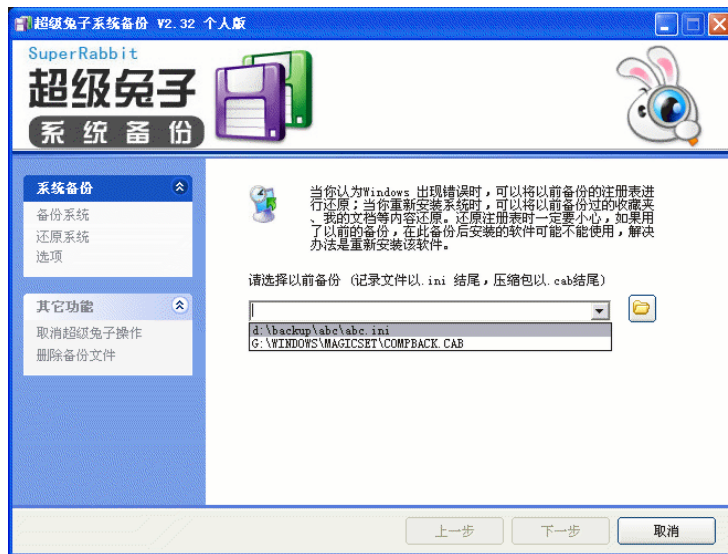 超级兔子系统备份 V2.32 个人版
SuperRabbit
超级兔子
系统备份
系统备份
备份系统
还原系统
选项
其它功能
取消超级兔子操作
删除备份文件
当你认为Windows 出现错误时，可以将以前备份的注册表进
行还原；当你重新安装系统时，可以将以前备份过的收藏夹
、我的文档等内容还原。还原注册表时一定要小心，如果用
了以前的备份，在此备份后安装的软件可能不能使用，解决
办法是重新安装该软件。
请选择以前备份 (记录文件以.ini 结尾，压缩包以.cab结尾)
d:\backup\abc\abc.ini
G:\WINDOWS\MAGICSET\COMPBACK.CAB
上一步
下一步
取消